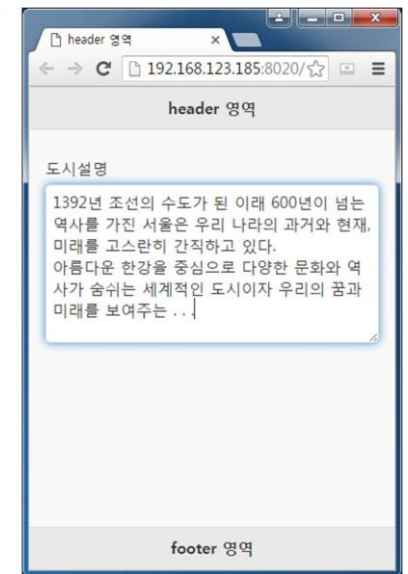 header 영역
192.168.123.185:8020/
header 영역
도시설명
1392년 조선의 수도가 된 이래 600년이 넘는
역사를 가진 서울은 우리 나라의 과거와 현재,
미래를 고스란히 간직하고 있다.
아름다운 한강을 중심으로 다양한 문화와 역
사가 숨쉬는 세계적인 도시이자 우리의 꿈과
미래를 보여주는 . . .
footer 영역